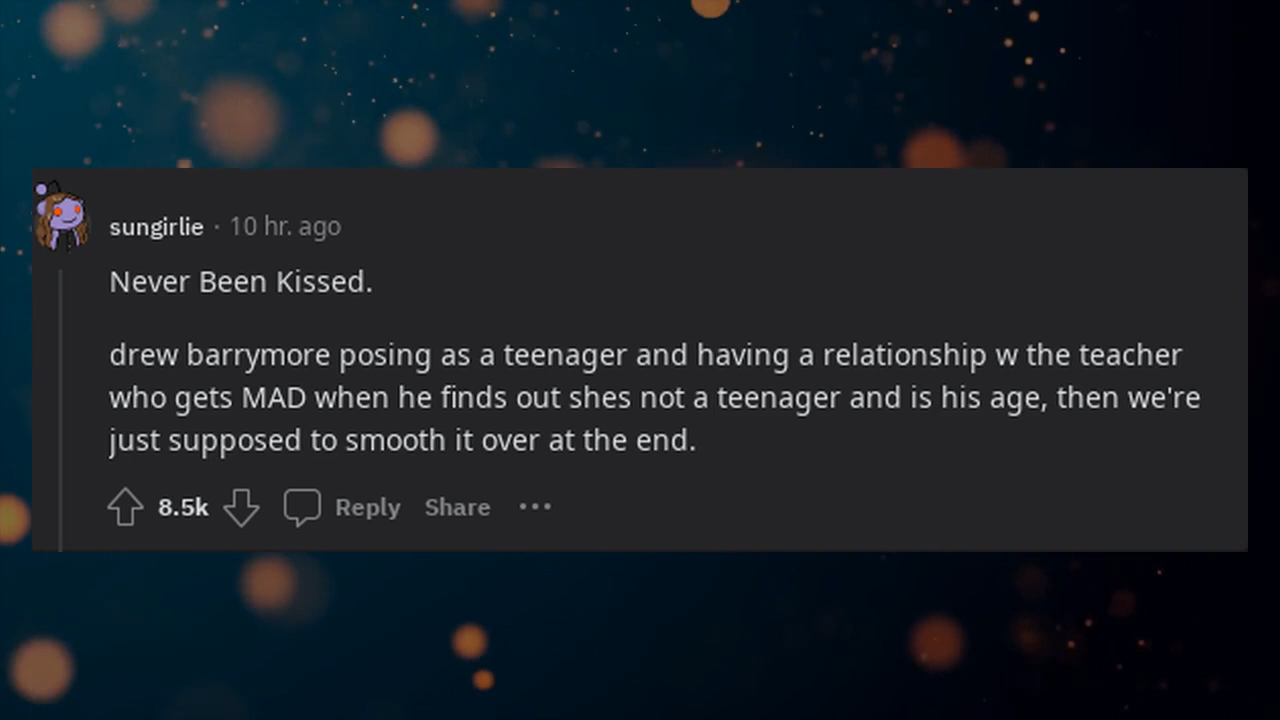 sungirlie · 10 hr. ago
Never Been Kissed.
drew barrymore posing as a teenager and having a relationship w the teacher
who gets MAD when he finds out shes not a teenager and is his age, then we're
just supposed to smooth it over at the end.
8.5k Reply Share ···